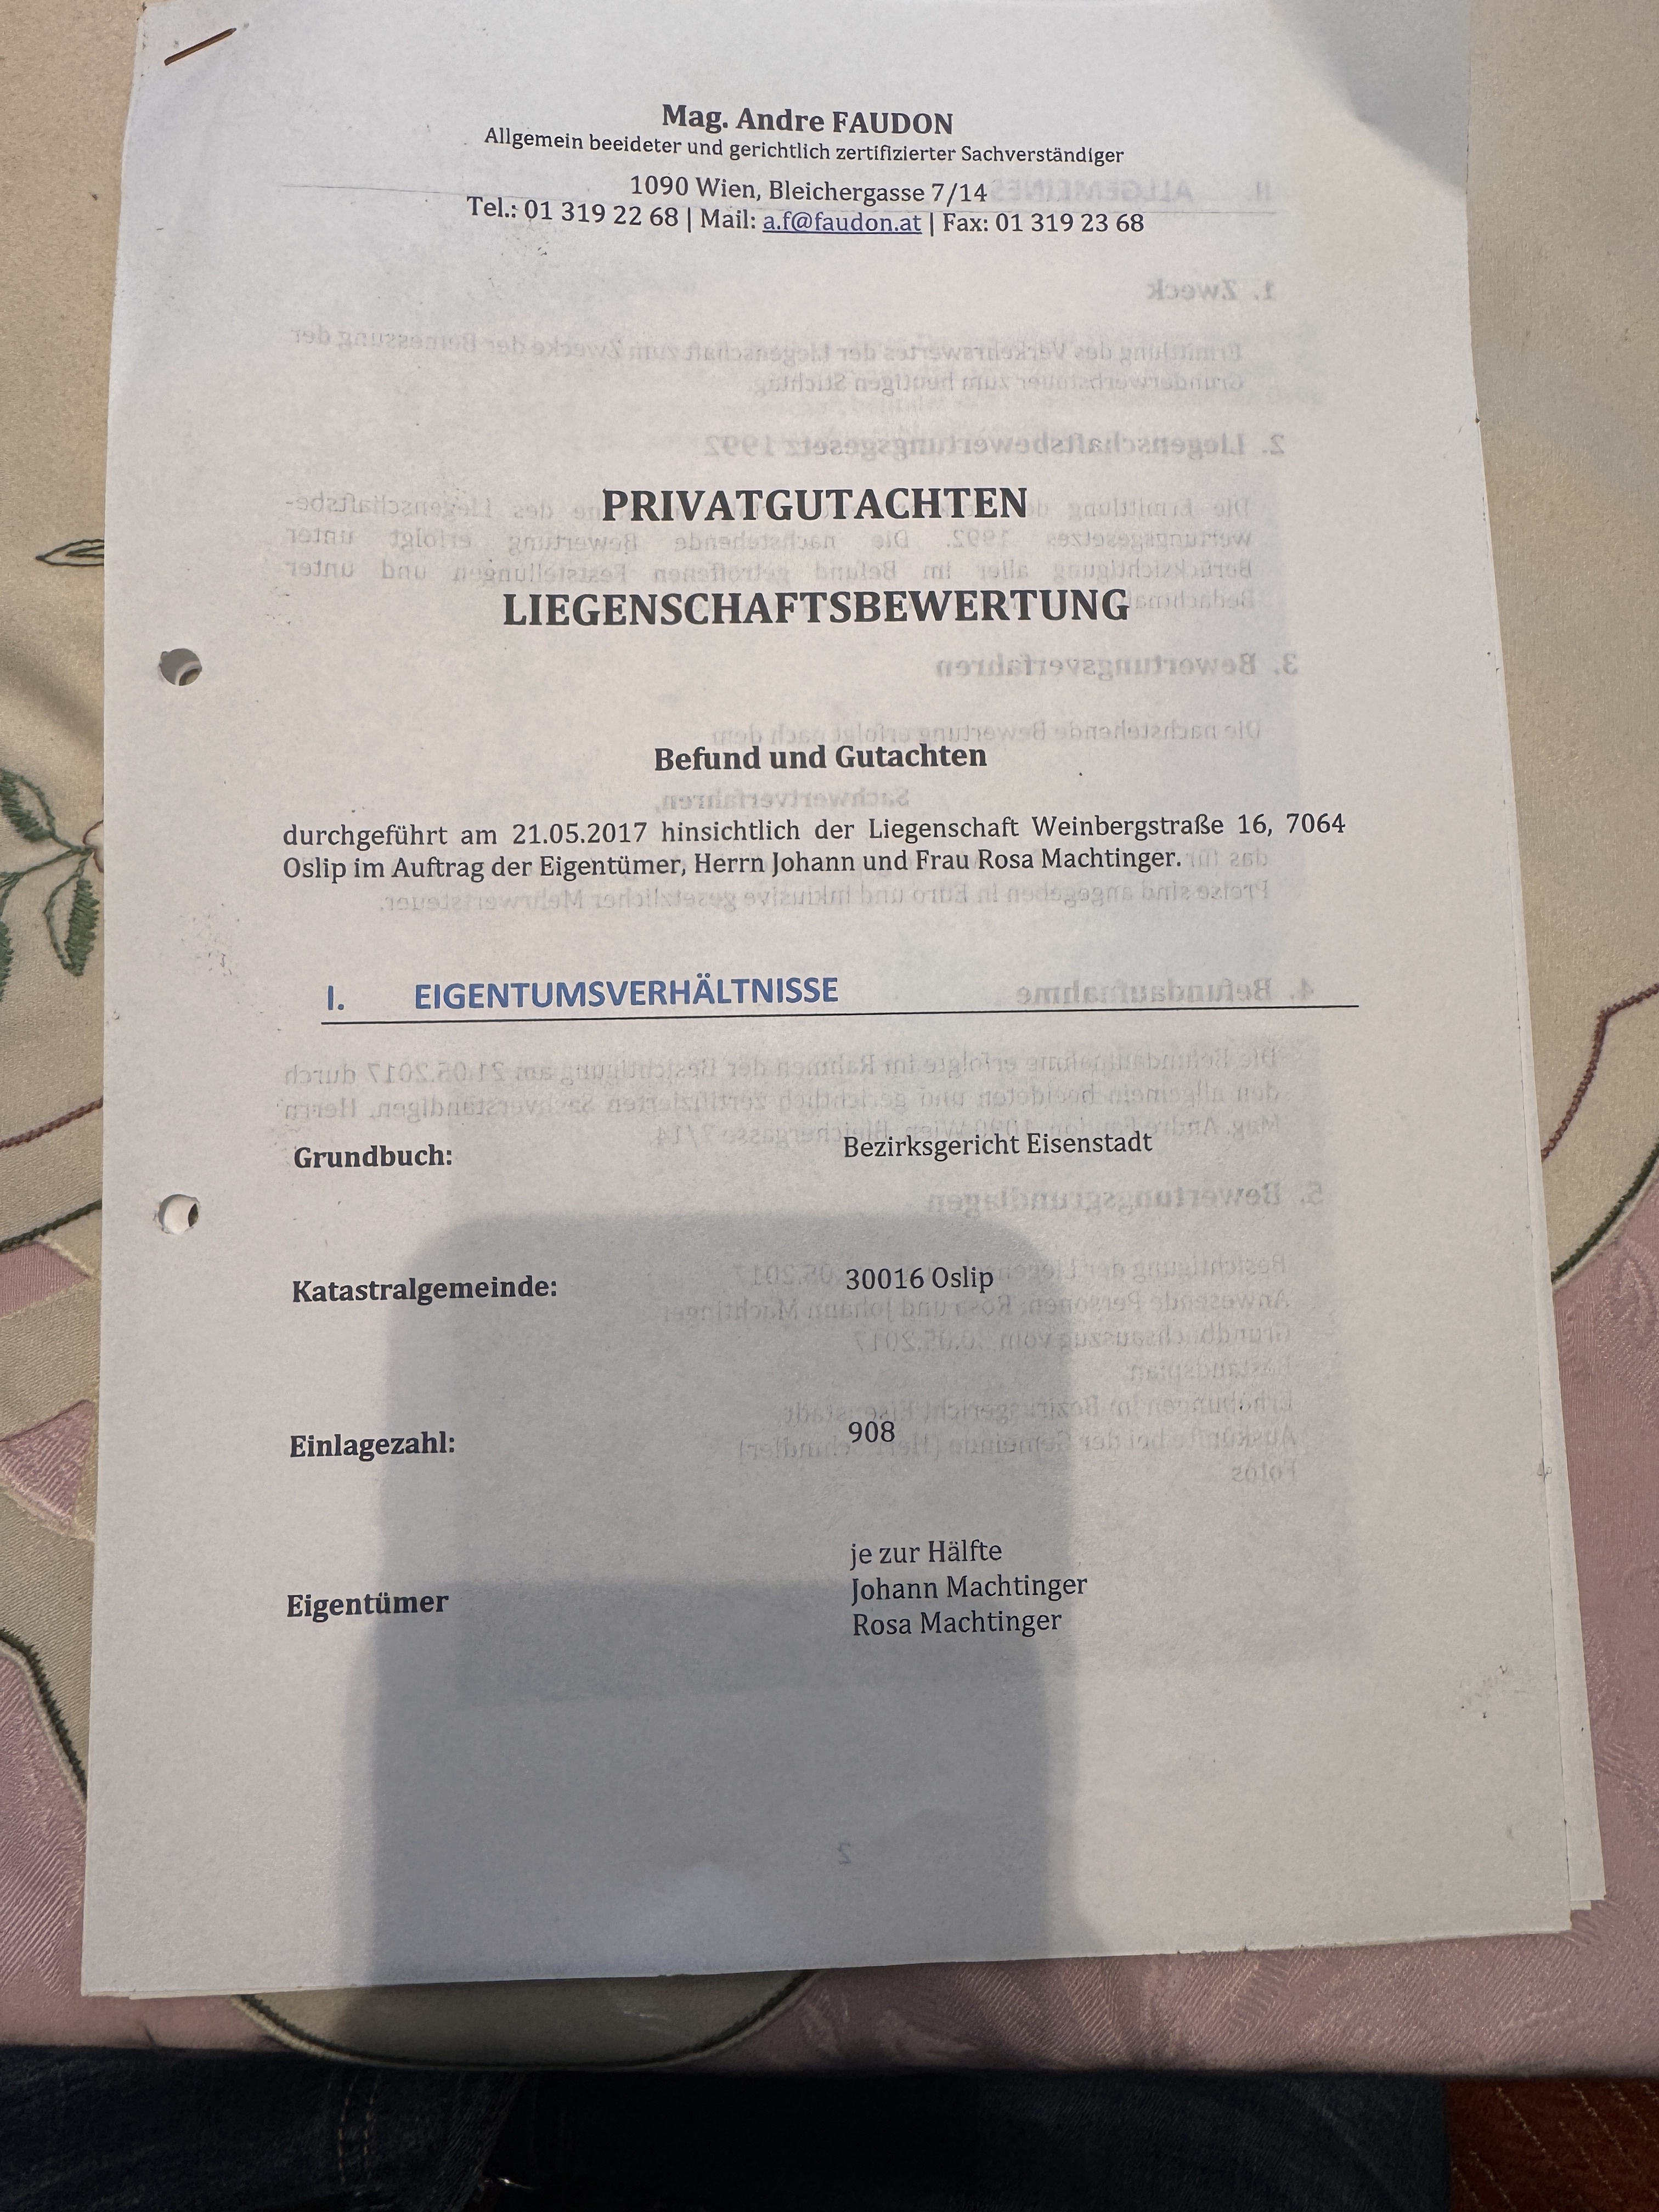 Mag. Andre FAUDON
Allgemein beeideter und gerichtlich zertifizierter Sachverständiger
1090 Wien, Bleichergasse 7/14
Tel.: 01 319 22 68 | Mail: a.f@faudon.at | Fax: 01 319 23 68
PRIVATGUTACHTEN
LIEGENSCHAFTSBEWERTUNG
Befund und Gutachten
durchgeführt am 21.05.2017 hinsichtlich der Liegenschaft Weinbergstraße 16, 7064
Oslip im Auftrag der Eigentümer, Herrn Johann und Frau Rosa Machtinger.
I. EIGENTUMSVERHÄLTNISSE
Grundbuch: Bezirksgericht Eisenstadt
Katastralgemeinde: 30016 Oslip
Einlagezahl: 908
Eigentümer
je zur Hälfte
Johann Machtinger
Rosa Machtinger